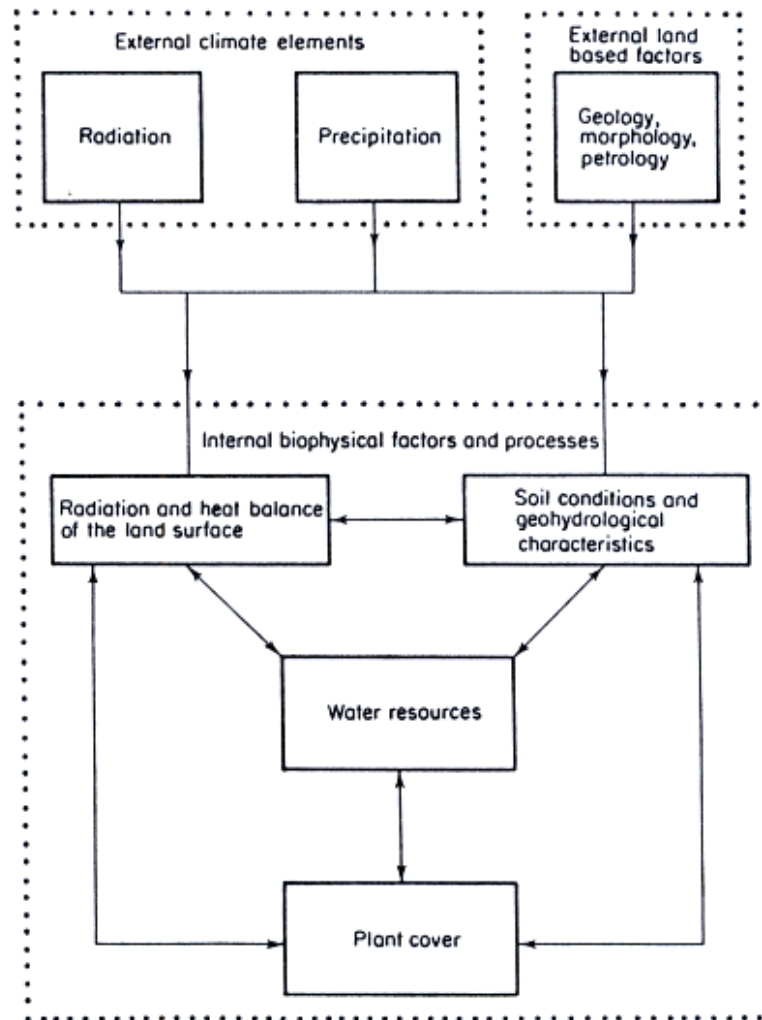 External climate elements
External land
based factors
Radiation
Precipitation
Geology,
morphology,
petrology
Internal biophysical factors and processes
Radiation and heat balance
of the land surface
Soil conditions and
geohydrological
characteristics
Water resources
Plant cover